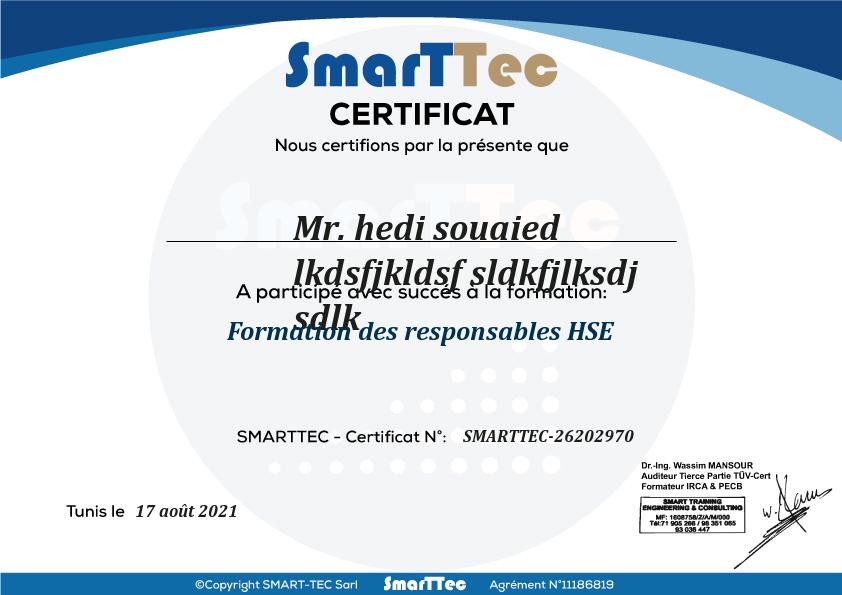 SmarTTec
CERTIFICAT
Nous certifions par la présente que
SmarTTec
Mr. hedi souaied
lkdsfjkldsf sldkfjlksdj
A participé avec succés à la formation:
sdlk
Formation des responsables HSE
SMARTTEC - Certificat N°: SMARTTEC-26202970
Dr.-Ing. Wassim MANSOUR
Auditeur Tierce Partie TÜV-Cert
Formateur IRCA & PECB
SMART TRAINING
ENGINEERING & CONSULTING
MF: 1608758/Z/A/M/000
Tél:71 905 266 / 98 351 065
93 036 447
Tunis le 17 août 2021
©Copyright SMART-TEC Sarl SmarTTec Agrément N°11186819